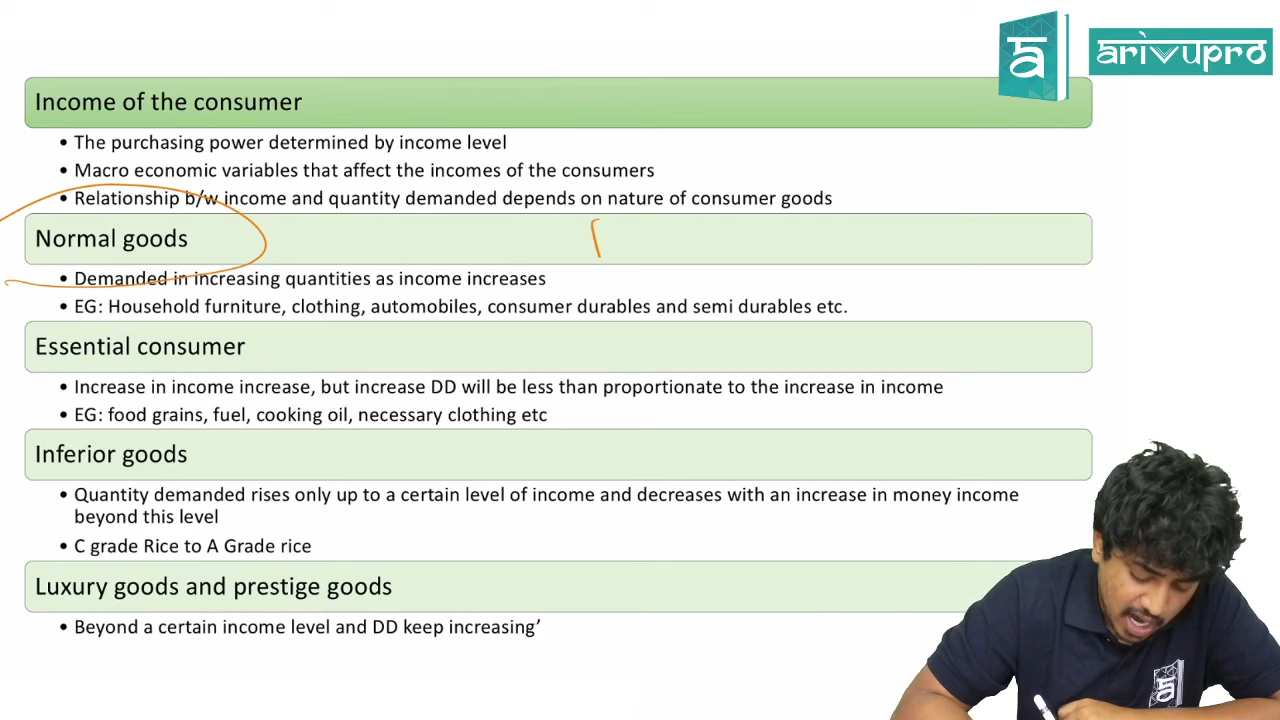 arivupro
Income of the consumer
• The purchasing power determined by income level
• Macro economic variables that affect the incomes of the consumers
• Relationship b/w income and quantity demanded depends on nature of consumer goods
Normal goods
• Demanded in increasing quantities as income increases
• EG: Household furniture, clothing, automobiles, consumer durables and semi durables etc.
Essential consumer
• Increase in income increase, but increase DD will be less than proportionate to the increase in income
• EG: food grains, fuel, cooking oil, necessary clothing etc
Inferior goods
• Quantity demanded rises only up to a certain level of income and decreases with an increase in money income
beyond this level
• C grade Rice to A Grade rice
Luxury goods and prestige goods
• Beyond a certain income level and DD keep increasing’